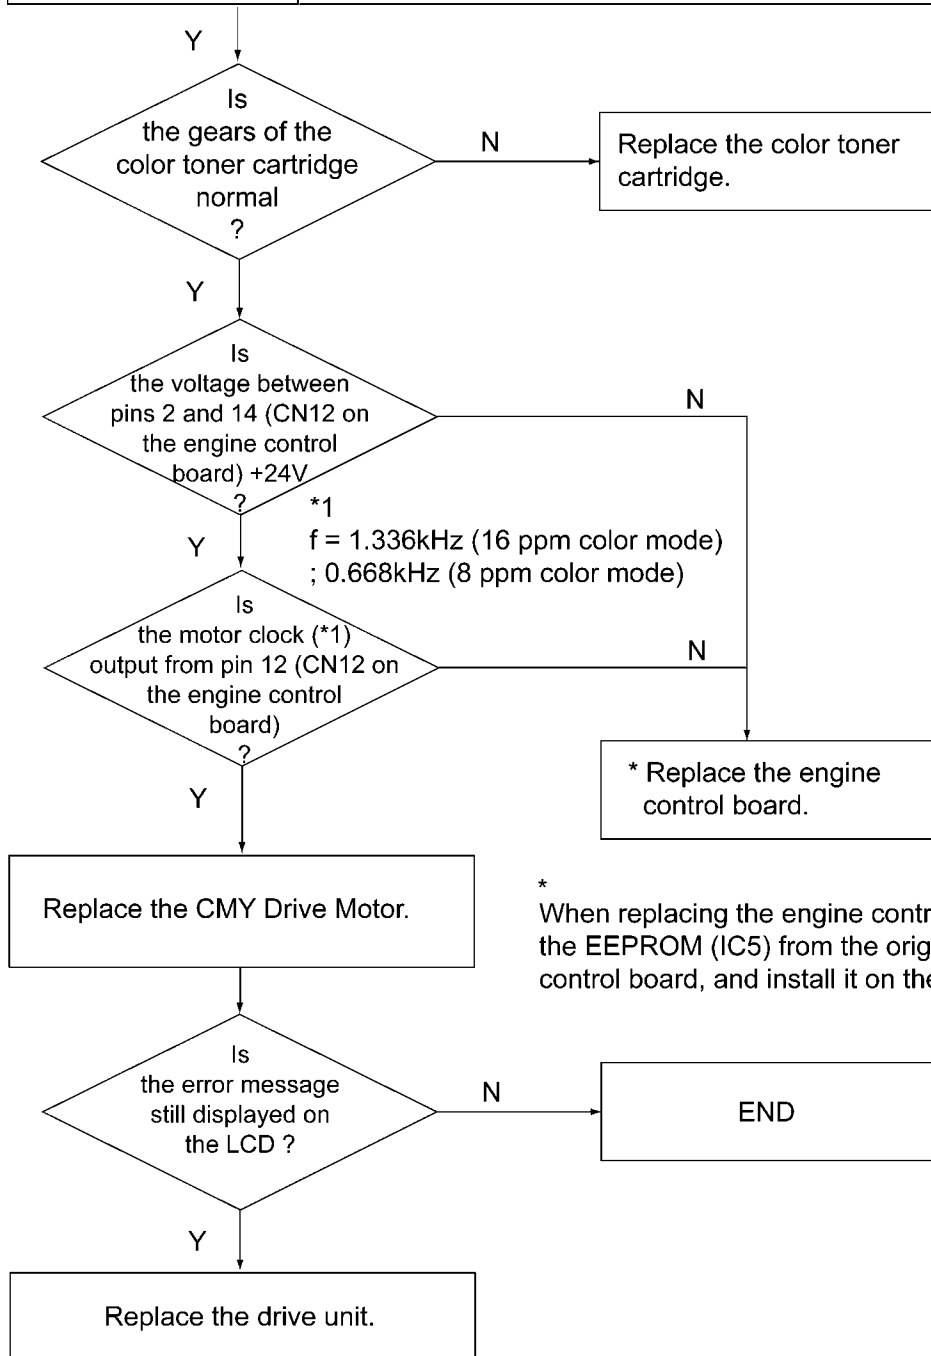 Y
Is
the gears of the
color toner cartridge
normal
?
N
Replace the color toner
cartridge.
Y
Is
the voltage between
pins 2 and 14 (CN12 on
the engine control
board) +24V
?
N
*1
f = 1.336kHz (16 ppm color mode)
; 0.668kHz (8 ppm color mode)
Y
Is
the motor clock (*1)
output from pin 12 (CN12 on
the engine control
board)
?
N
* Replace the engine
control board.
Y
Replace the CMY Drive Motor.
*
When replacing the engine contr
the EEPROM (IC5) from the orig
control board, and install it on the
Is
the error message
still displayed on
the LCD ?
N
END
Y
Replace the drive unit.